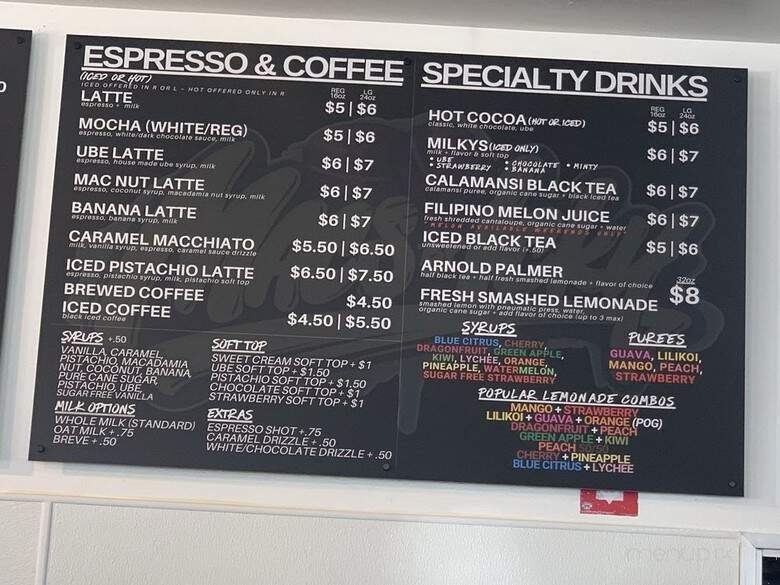 ESPRESSO & COFFEE
(ICED OR HOT)
ICED OFFERED IN R OR L - HOT OFFERED ONLY IN R
REG LG
16oz 24oz
LATTE $5 | $6
espresso + milk
MOCHA (WHITE/REG) $5 | $6
espresso, white/dark chocolate sauce, milk
UBE LATTE $6 | $7
espresso, house made ube syrup, milk
MAC NUT LATTE $6 | $7
espresso, coconut syrup, macadamia nut syrup, milk
BANANA LATTE $6 | $7
espresso, banana syrup, milk
CARAMEL MACCHIATO $5.50 | $6.50
milk, vanilla syrup, espresso, caramel sauce drizzle
ICED PISTACHIO LATTE $6.50 | $7.50
espresso, pistachio syrup, milk, pistachio soft top
BREWED COFFEE $4.50
ICED COFFEE $4.50 | $5.50
black iced coffee
SYRUPS +.50
VANILLA, CARAMEL,
PISTACHIO, MACADAMIA
NUT, COCONUT, BANANA,
PURE CANE SUGAR,
PISTACHIO, UBE
SUGAR FREE VANILLA
MILK OPTIONS
WHOLE MILK (STANDARD)
OAT MILK + .75
BREVE + .50
SOFT TOP
SWEET CREAM SOFT TOP + $1
UBE SOFT TOP + $1.50
PISTACHIO SOFT TOP + $1.50
CHOCOLATE SOFT TOP + $1
STRAWBERRY SOFT TOP + $1
EXTRAS
ESPRESSO SHOT + .75
CARAMEL DRIZZLE + .50
WHITE/CHOCOLATE DRIZZLE + .50
SPECIALTY DRINKS
REG LG
16oz 24oz
HOT COCOA (HOT OR ICED) $5 | $6
classic, white chocolate, ube
MILKYS (ICED ONLY) $6 | $7
milk + flavor & soft top
• UBE • CHOCOLATE • MINTY
• STRAWBERRY • BANANA
CALAMANSI BLACK TEA $6 | $7
calamansi puree, organic cane sugar + black iced tea
FILIPINO MELON JUICE $6 | $7
fresh shredded cantaloupe, organic cane sugar + water
*MELON AVAILABLE WEEKENDS ONLY*
ICED BLACK TEA $5 | $6
unsweetened or add flavor (+.50)
ARNOLD PALMER
half black tea + half fresh smashed lemonade + flavor of choice
32oz
$8
FRESH SMASHED LEMONADE
smashed lemon with pneumatic press, water,
organic cane sugar + add flavor of choice (up to 3 max)
SYRUPS
BLUE CITRUS, CHERRY,
DRAGONFRUIT, GREEN APPLE,
KIWI, LYCHEE, ORANGE,
PINEAPPLE, WATERMELON,
SUGAR FREE STRAWBERRY
PUREES
GUAVA, LILIKOI,
MANGO, PEACH,
STRAWBERRY
POPULAR LEMONADE COMBOS
MANGO + STRAWBERRY
LILIKOI + GUAVA + ORANGE (POG)
DRAGONFRUIT + PEACH
GREEN APPLE + KIWI
PEACH 50/50
CHERRY + PINEAPPLE
BLUE CITRUS + LYCHEE